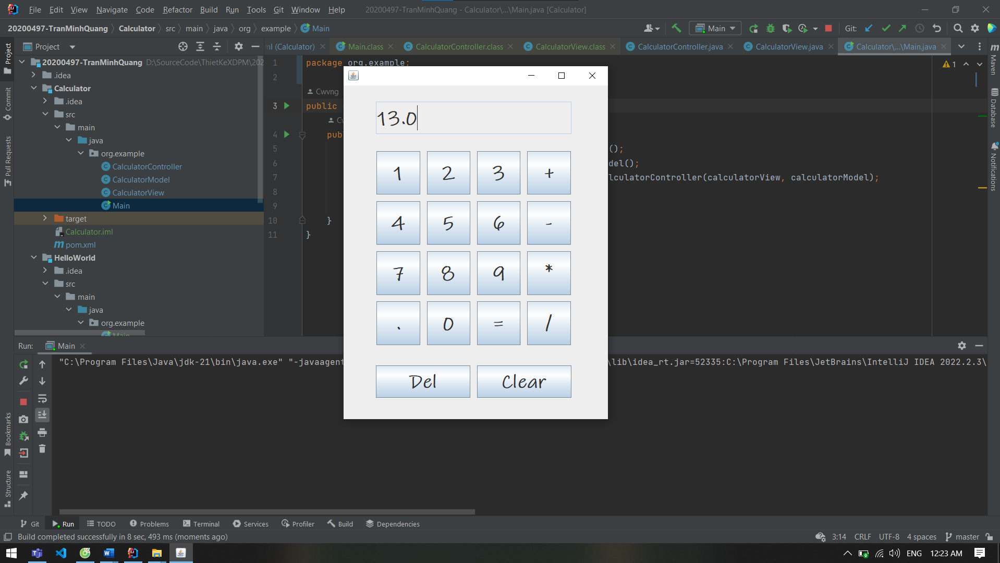 File Edit View Navigate Code Refactor Build Run Tools Git Window Help 20200497-TranMinhQuang - Calculator\...\Main.java [Calculator]
20200497-TranMinhQuang Calculator src main java org example Main
Main Git:
Project
ml (Calculator) Main.class CalculatorController.class CalculatorView.class CalculatorController.java CalculatorView.java Calculator\...\Main.java
20200497-TranMinhQuang D:\SourceCode\ThietKeXDPM\202
.idea
Calculator
.idea
src
main
java
org.example
CalculatorController
CalculatorModel
CalculatorView
Main
target
Calculator.iml
pom.xml
HelloWorld
.idea
src
main
java
org.example
Main
1 package org.example;
2
Cwvng
3 public
4 pub
5 ();
6 del();
7 lculatorController(calculatorView, calculatorModel);
8
9
10 }
11 }
1
13.0
1 2 3 +
4 5 6 -
7 8 9 *
. 0 = /
Del Clear
Project
Commit
Pull Requests
Bookmarks
Structure
Maven
Database
Notifications
Run: Main
"C:\Program Files\Java\jdk-21\bin\java.exe" "-javaagent \lib\idea_rt.jar=52335:C:\Program Files\JetBrains\IntelliJ IDEA 2022.2.3\
Git Run TODO Problems Terminal Services Profiler Build Dependencies
Build completed successfully in 8 sec, 493 ms (moments ago) 3:14 CRLF UTF-8 4 spaces master
ENG 12:23 AM